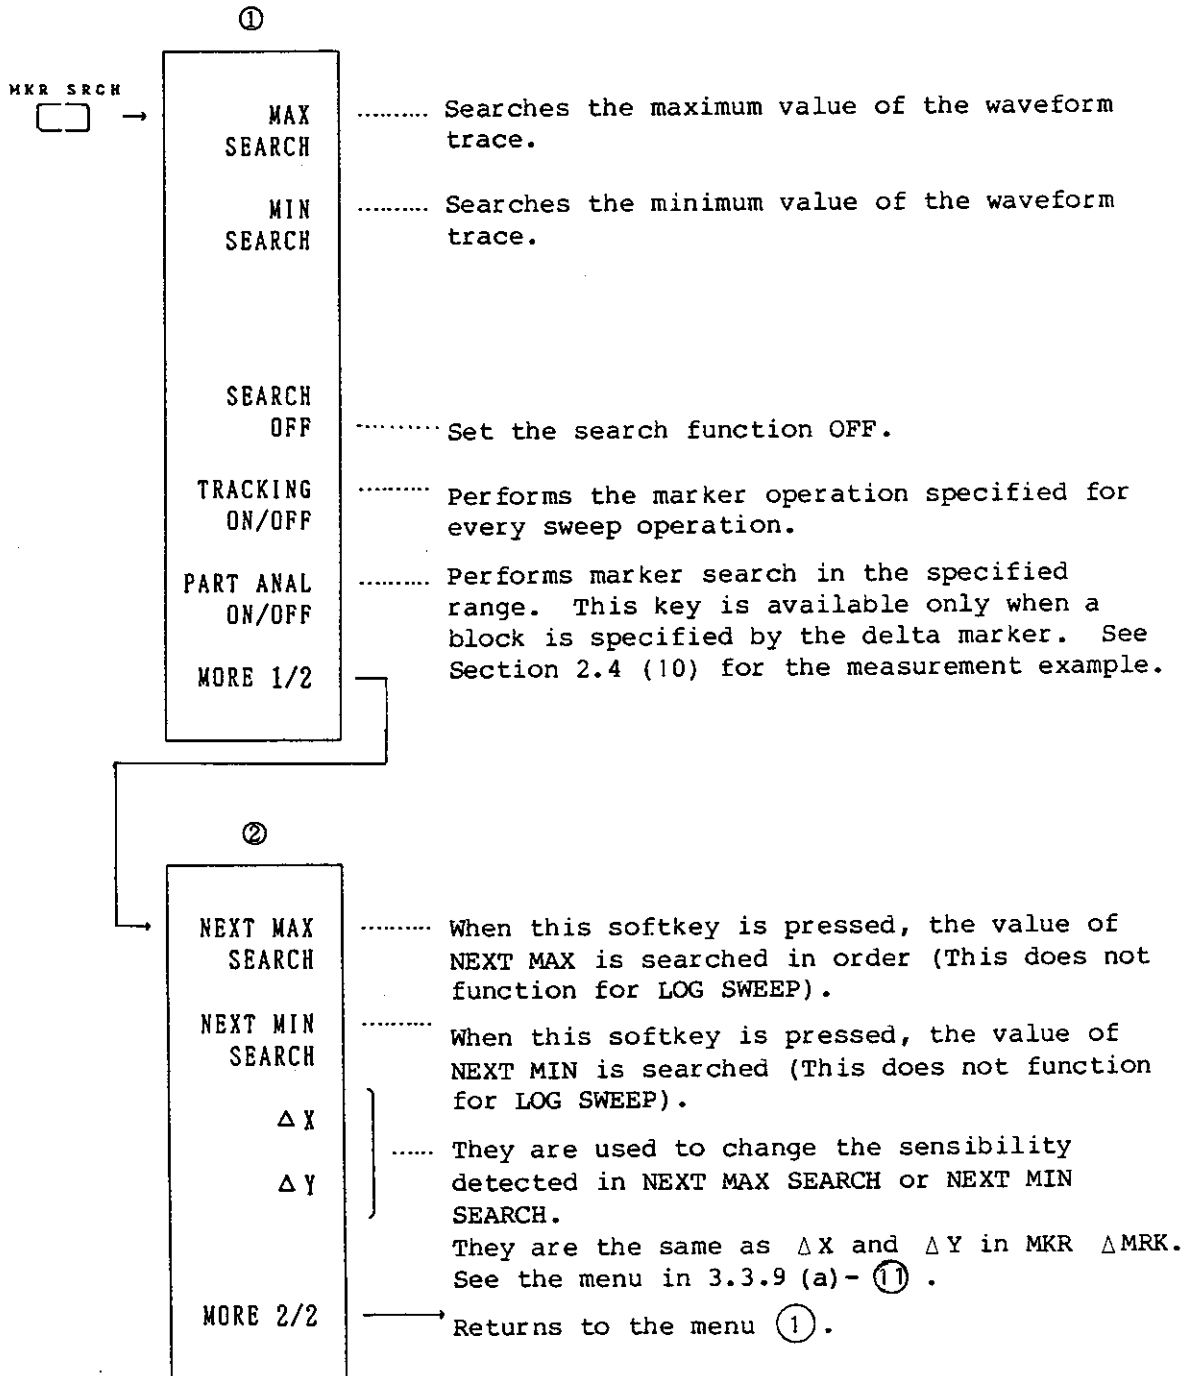 ①
MKR SRCH
MAX .......... Searches the maximum value of the waveform
SEARCH trace.
MIN .......... Searches the minimum value of the waveform
SEARCH trace.
SEARCH
OFF .......... Set the search function OFF.
TRACKING ......... Performs the marker operation specified for
ON/OFF every sweep operation.
PART ANAL .......... Performs marker search in the specified
ON/OFF range. This key is available only when a
block is specified by the delta marker. See
MORE 1/2 Section 2.4 (10) for the measurement example.
②
NEXT MAX .......... When this softkey is pressed, the value of
SEARCH NEXT MAX is searched in order (This does not
function for LOG SWEEP).
NEXT MIN .......... When this softkey is pressed, the value of
SEARCH NEXT MIN is searched (This does not function
for LOG SWEEP).
△X
...... They are used to change the sensibility
△Y detected in NEXT MAX SEARCH or NEXT MIN
SEARCH.
They are the same as △X and △Y in MKR △MRK.
See the menu in 3.3.9 (a)- ⑪ .
MORE 2/2 → Returns to the menu ①.